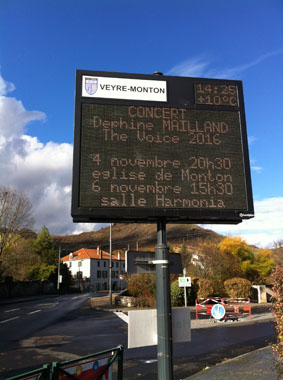 VEYRE-MONTON
14:25
+10°C
CONCERT
Dephine MAILLAND
The Voice 2016
4 novembre 20h30
eglise de Monton
6 novembre 15h30
salle Harmonia